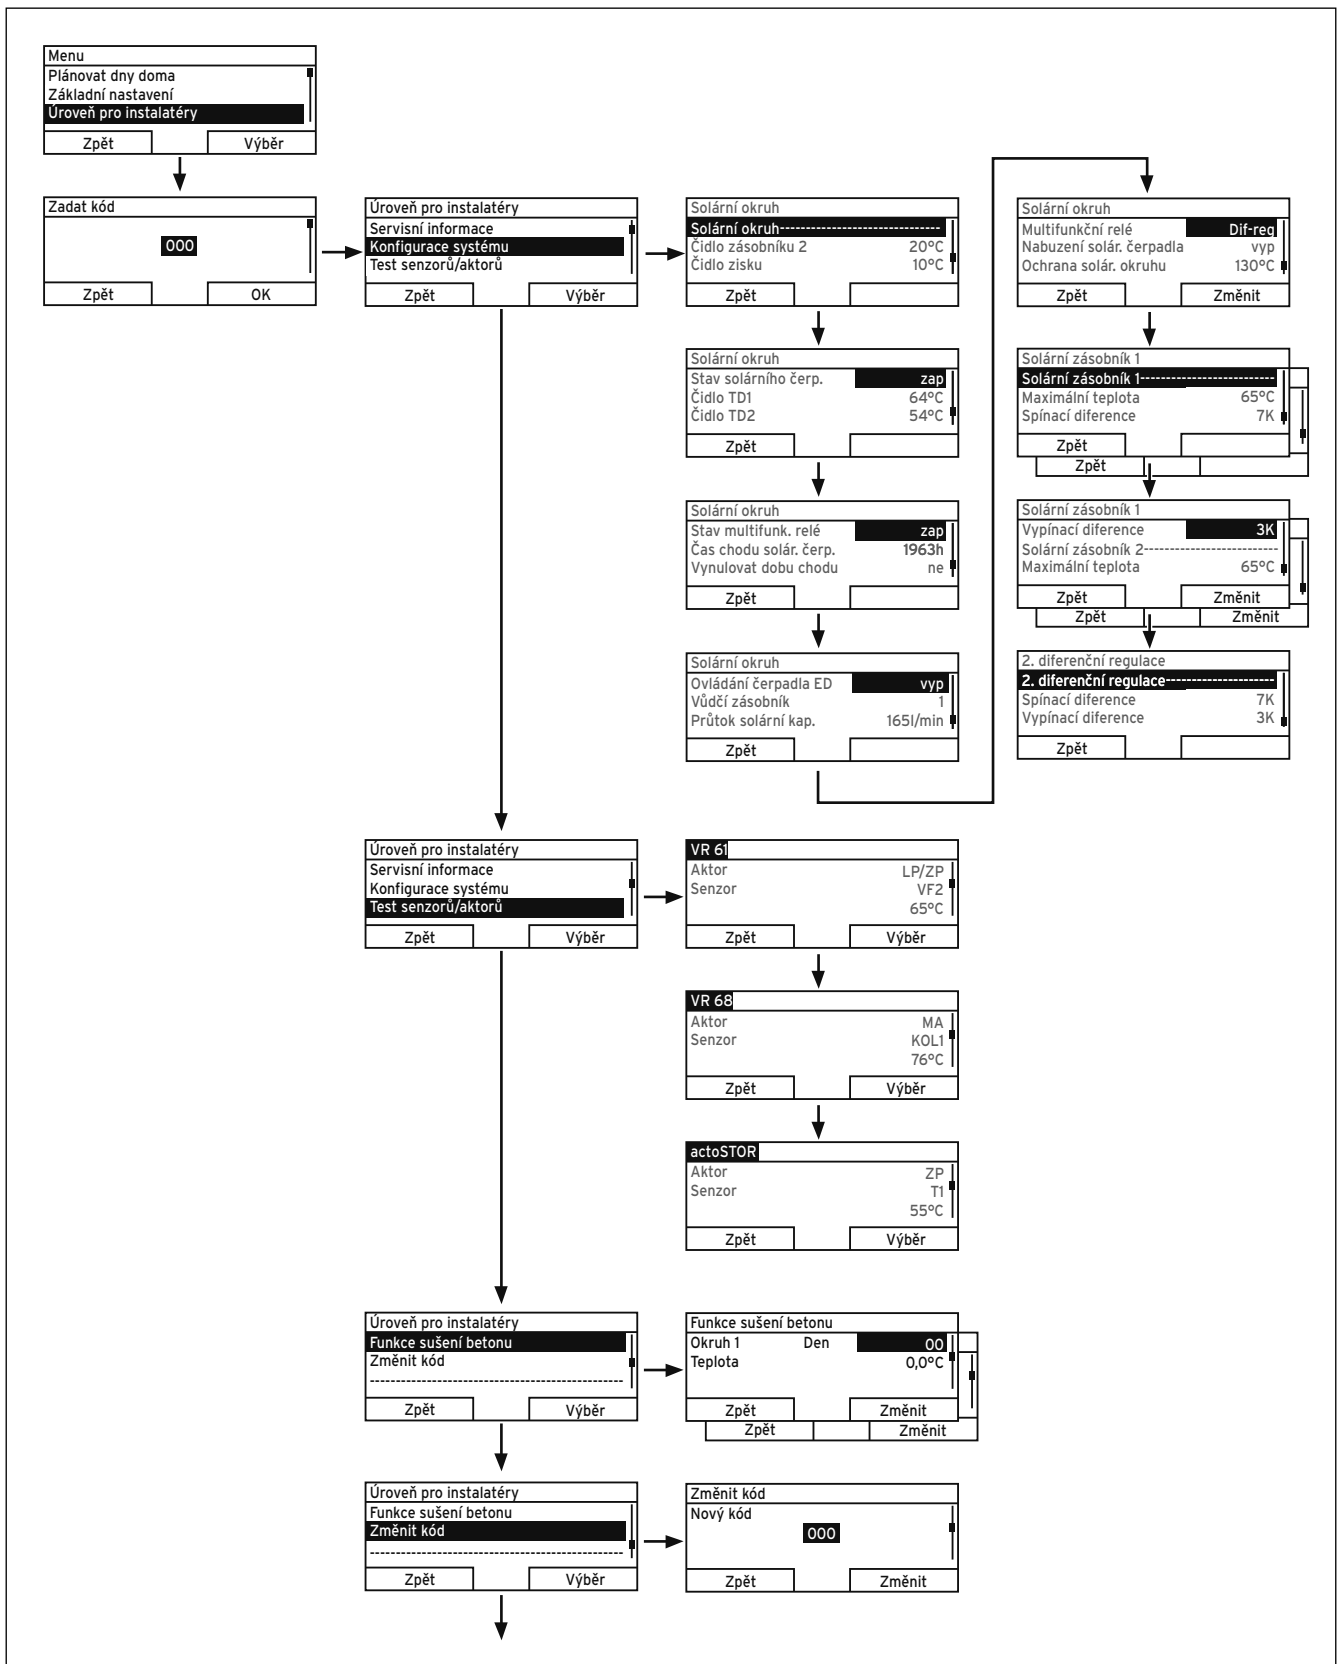 Menu
Plánovat dny doma
Základní nastavení
Úroveň pro instalatéry
Zpět Výběr
Zadat kód
000
Zpět OK
Úroveň pro instalatéry
Servisní informace
Konfigurace systému
Test senzorů/aktorů
Zpět Výběr
Solární okruh
Solární okruh-------------------------------
Čidlo zásobníku 2 20°C
Čidlo zisku 10°C
Zpět
Solární okruh
Stav solárního čerp. zap
Čidlo TD1 64°C
Čidlo TD2 54°C
Zpět
Solární okruh
Stav multifunk. relé zap
Čas chodu solár. čerp. 1963h
Vynulovat dobu chodu ne
Zpět
Solární okruh
Ovládání čerpadla ED vyp
Vůdčí zásobník 1
Průtok solární kap. 165l/min
Zpět
Solární okruh
Multifunkční relé Dif-reg
Nabuzení solár. čerpadla vyp
Ochrana solár. okruhu 130°C
Zpět Změnit
Solární zásobník 1
Solární zásobník 1--------------------------
Maximální teplota 65°C
Spínací diference 7K
Zpět
Zpět
Solární zásobník 1
Vypínací diference 3K
Solární zásobník 2--------------------------
Maximální teplota 65°C
Zpět Změnit
Zpět Změnit
2. diferenční regulace
2. diferenční regulace---------------------
Spínací diference 7K
Vypínací diference 3K
Zpět
Úroveň pro instalatéry
Servisní informace
Konfigurace systému
Test senzorů/aktorů
Zpět Výběr
VR 61
Aktor LP/ZP
Senzor VF2
65°C
Zpět Výběr
VR 68
Aktor MA
Senzor KOL1
76°C
Zpět Výběr
actoSTOR
Aktor ZP
Senzor T1
55°C
Zpět Výběr
Úroveň pro instalatéry
Funkce sušení betonu
Změnit kód
--------------------------------------------------
Zpět Výběr
Funkce sušení betonu
Okruh 1 Den 00
Teplota 0,0°C
Zpět Změnit
Zpět Změnit
Úroveň pro instalatéry
Funkce sušení betonu
Změnit kód
--------------------------------------------------
Zpět Výběr
Změnit kód
Nový kód
000
Zpět Změnit